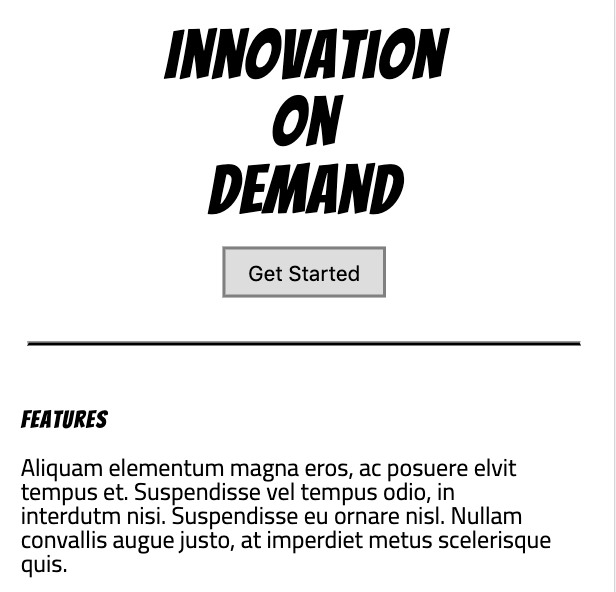 INNOVATION
ON
DEMAND
Get Started
FEATURES
Aliquam elementum magna eros, ac posuere elvit
tempus et. Suspendisse vel tempus odio, in
interdutm nisi. Suspendisse eu ornare nisl. Nullam
convallis augue justo, at imperdiet metus scelerisque
quis.